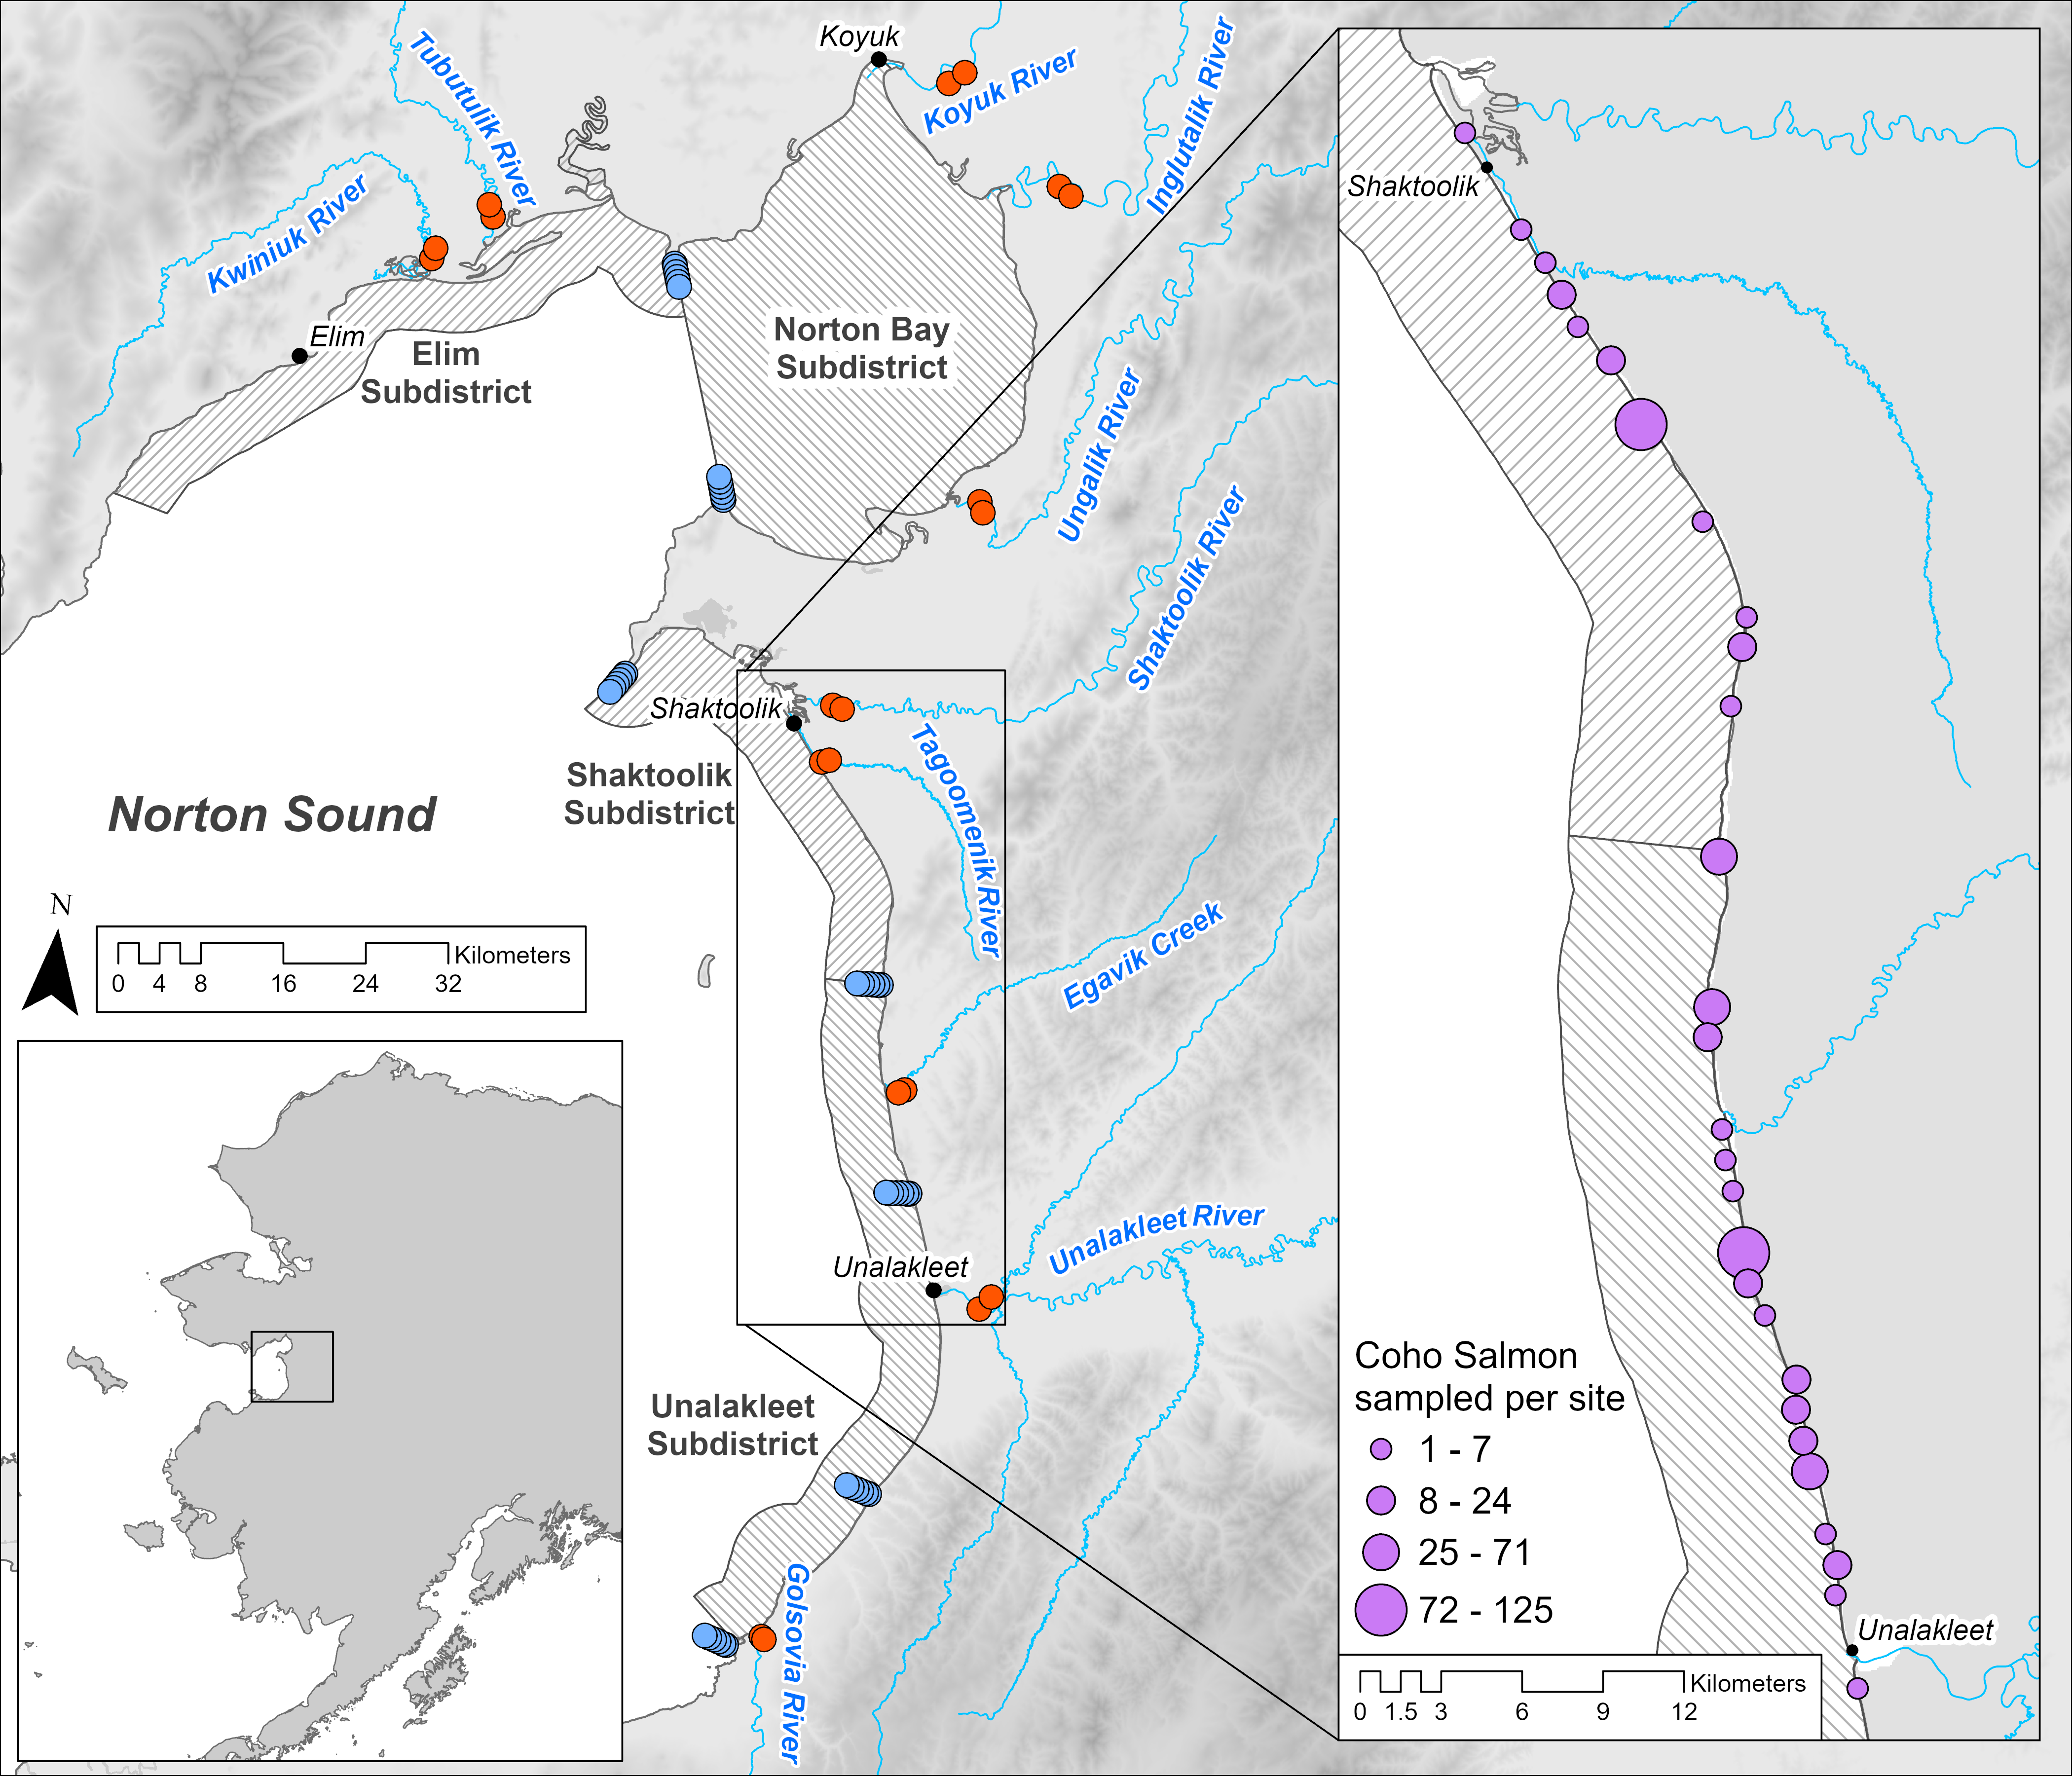 Koyuk
Tubutulik River
Koyuk River
Inglutalik River
Kwiniuk River
Elim
Elim
Subdistrict
Norton Bay
Subdistrict
Ungalik River
Shaktoolik River
Shaktoolik
Shaktoolik
Subdistrict
Tagoomenik River
Norton Sound
N
Kilometers
0 4 8 16 24 32
Egavik Creek
Unalakleet River
Unalakleet
Unalakleet
Subdistrict
Golsovia River
Shaktoolik
Coho Salmon
sampled per site
1 - 7
8 - 24
25 - 71
72 - 125
Unalakleet
Kilometers
0 1.5 3 6 9 12